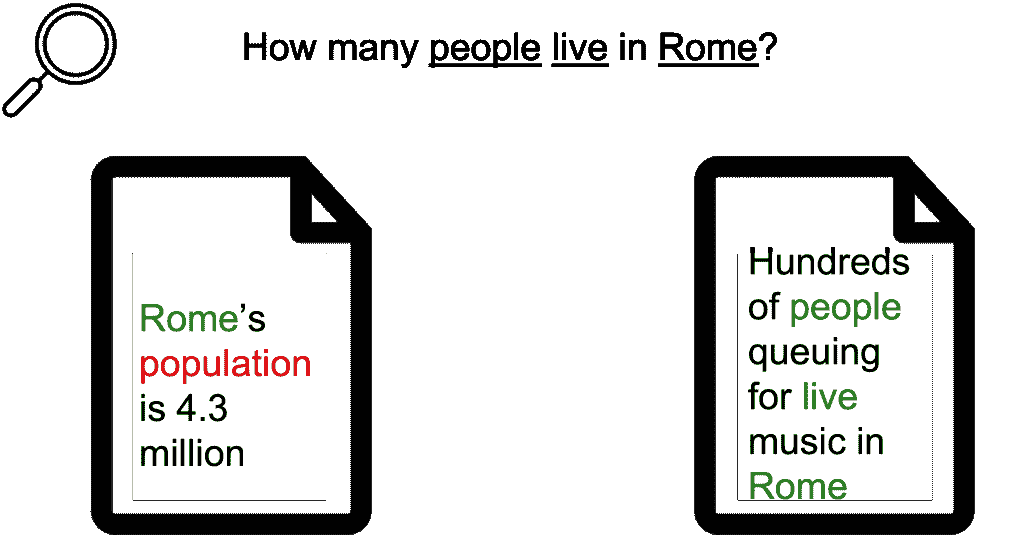 How many people live in Rome?
Rome's
population
is 4.3
million
Hundreds
of people
queuing
for live
music in
Rome